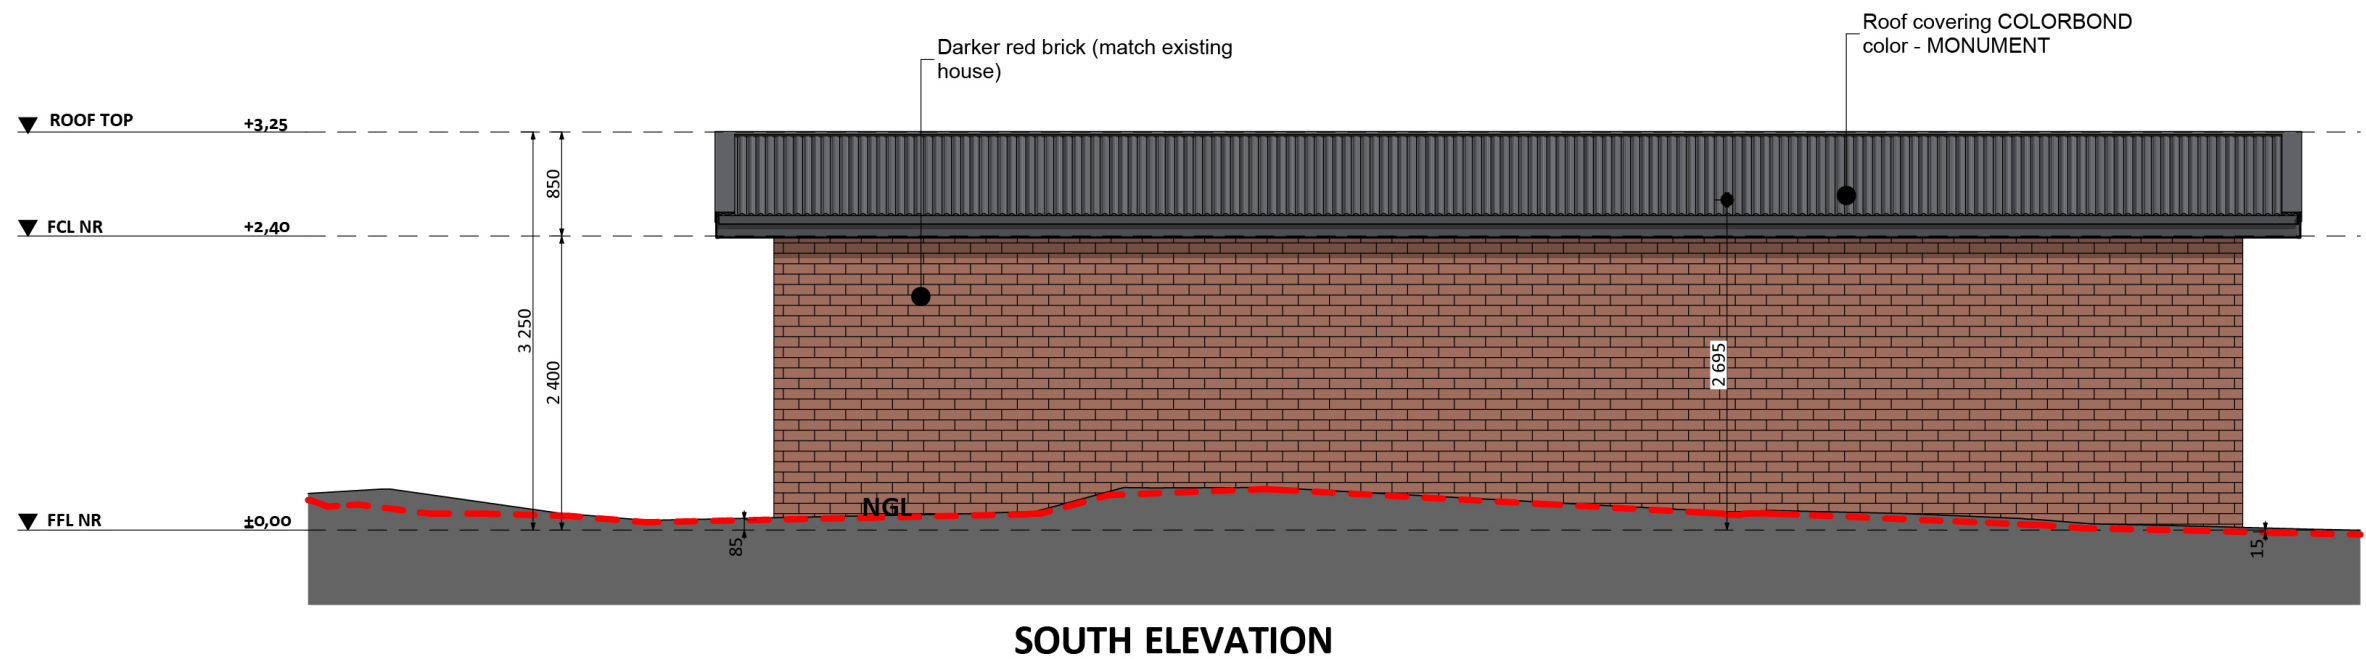 Roof covering COLORBOND
color - MONUMENT
Darker red brick (match existing
house)
ROOF TOP +3,25
850
FCL NR +2,40
3 250
2 400
2 695
NGL
FFL NR ±0,00
85
15
SOUTH ELEVATION